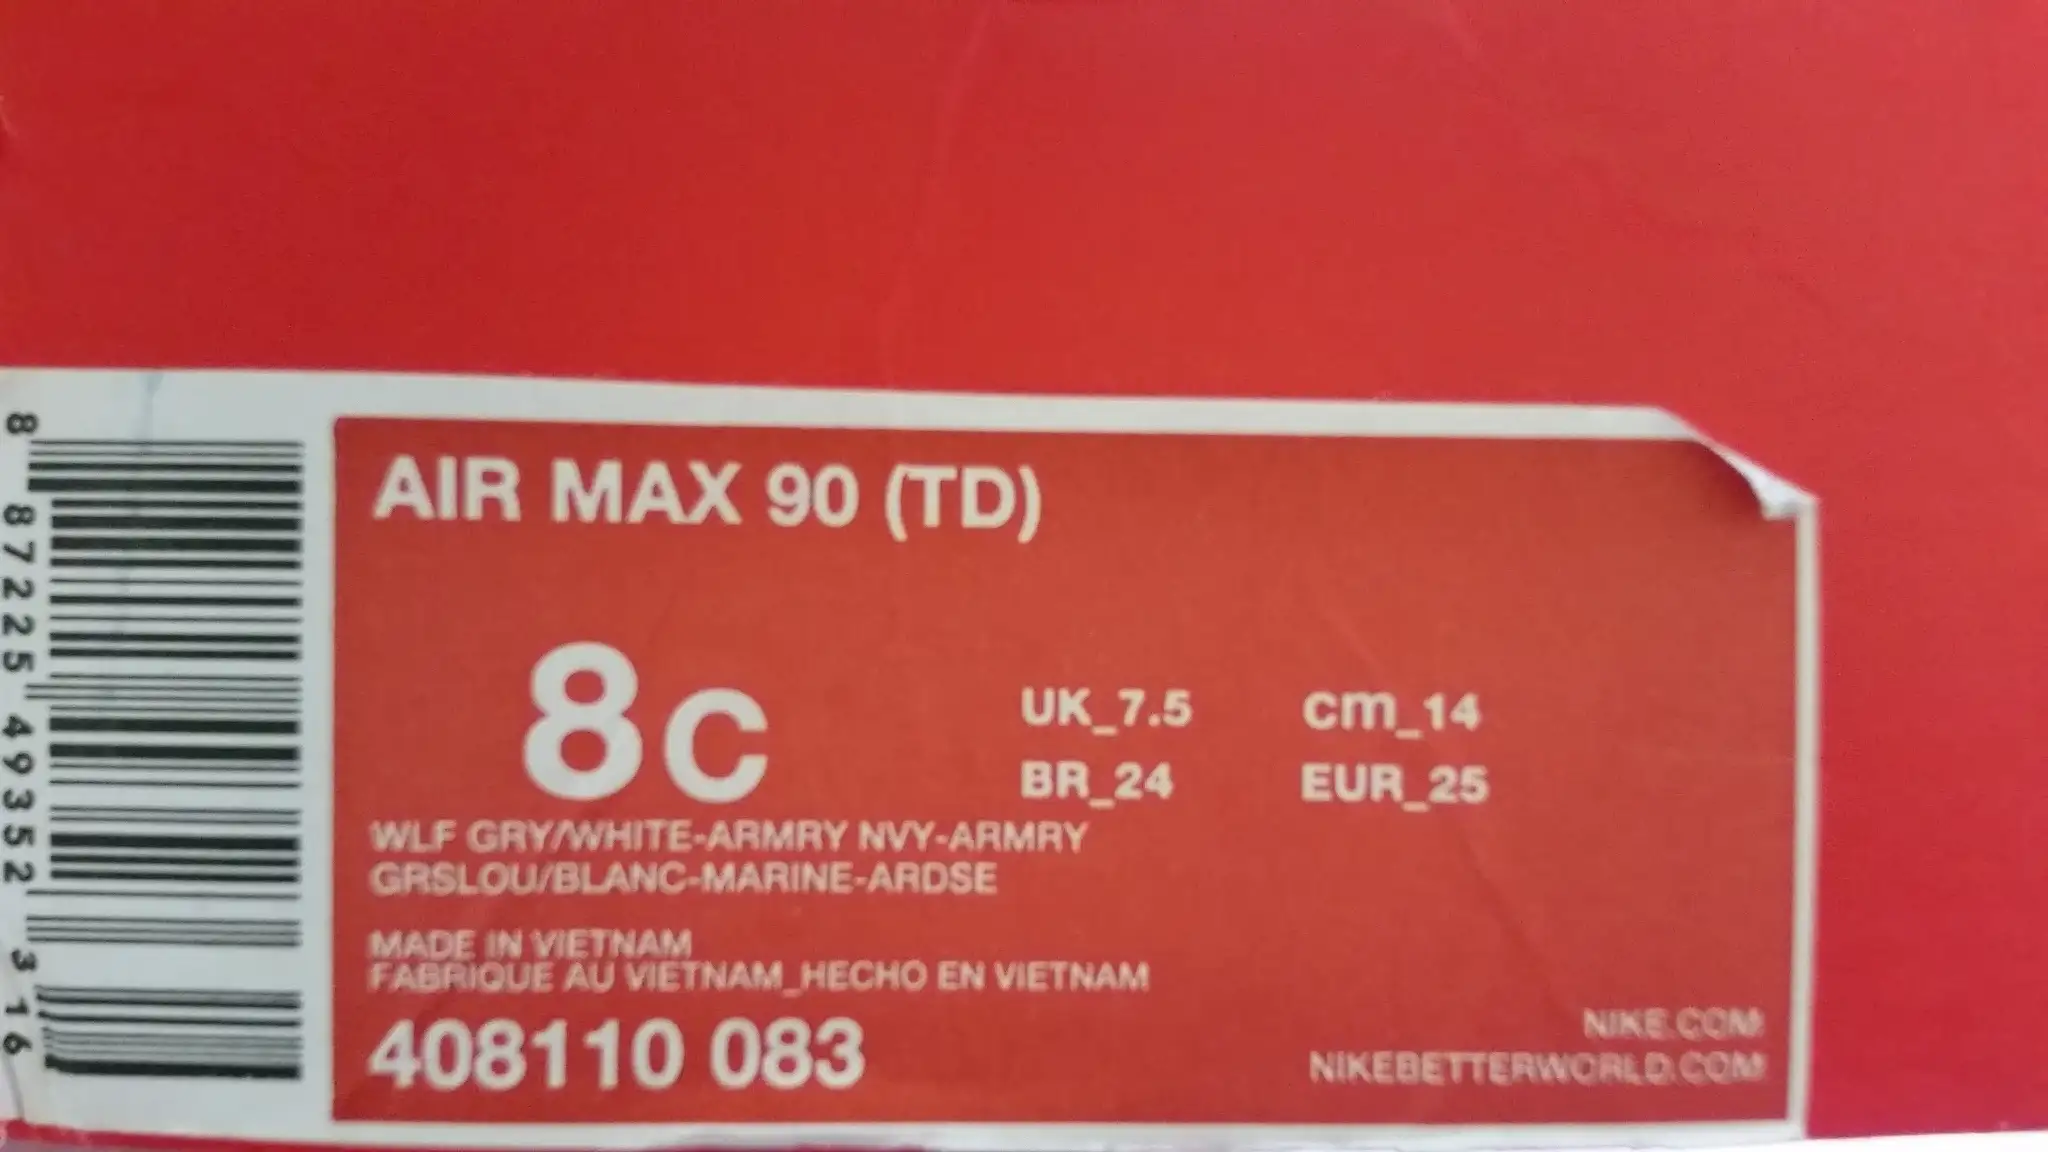 AIR MAX 90 (TD)
8C
UK_7.5 cm_14
BR_24 EUR_25
WLF GRY/WHITE-ARMRY NVY-ARMRY
GRSLOU/BLANC-MARINE-ARDSE
MADE IN VIETNAM
FABRIQUE AU VIETNAM_HECHO EN VIETNAM
408110 083
NIKE.COM
NIKEBETTERWORLD.COM
8 87225 49352 3 16